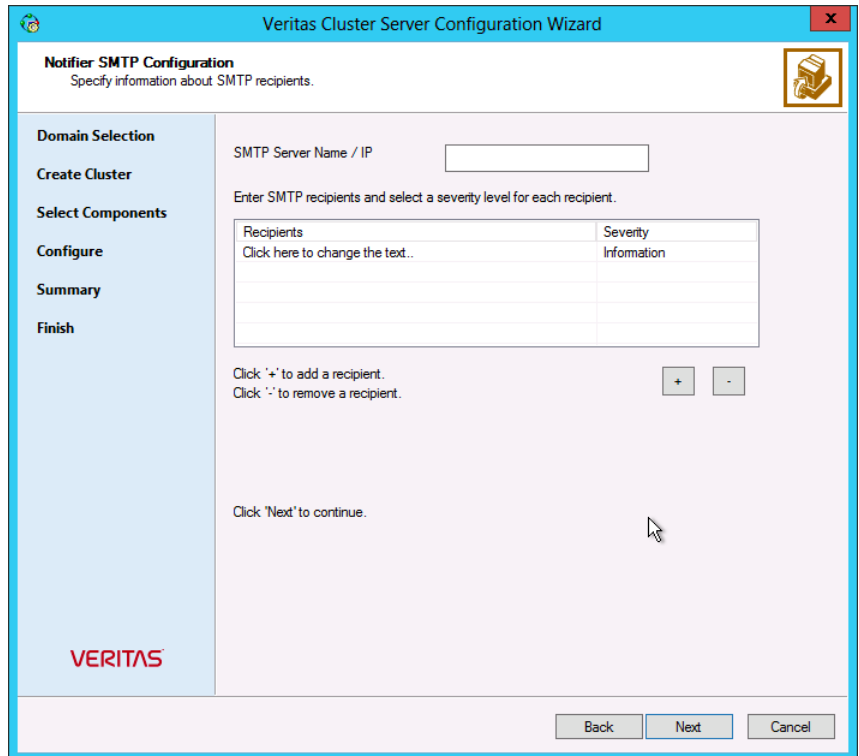 Veritas Cluster Server Configuration Wizard
x
Notifier SMTP Configuration
Specify information about SMTP recipients.
Domain Selection
Create Cluster
Select Components
Configure
Summary
Finish
SMTP Server Name / IP
Enter SMTP recipients and select a severity level for each recipient.
Recipients Severity
Click here to change the text.. Information
Click '+' to add a recipient.
Click '-' to remove a recipient.
+ -
Click 'Next' to continue.
VERITAS
Back Next Cancel